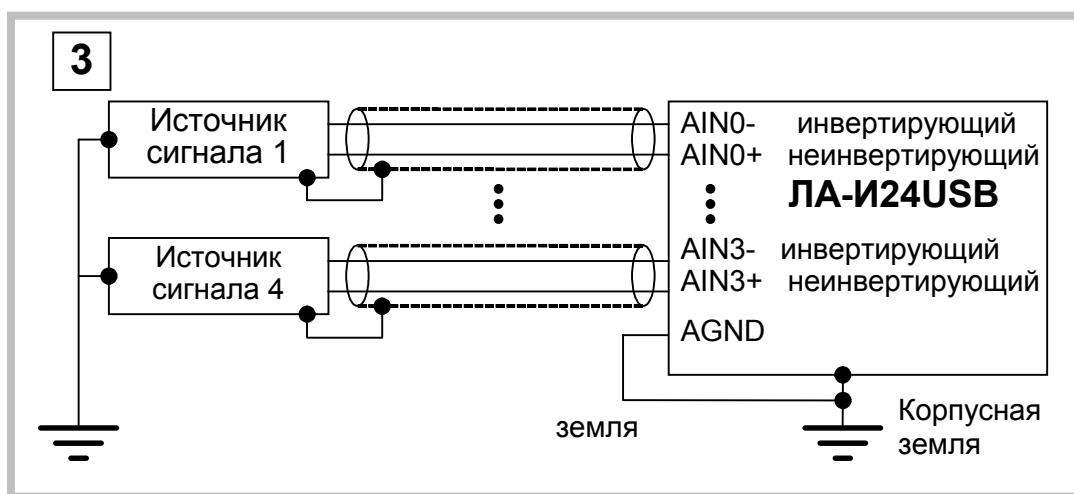 3
Источник
сигнала 1
AIN0- инвертирующий
AIN0+ неинвертирующий
ЛА-И24USB
Источник
сигнала 4
AIN3- инвертирующий
AIN3+ неинвертирующий
AGND
земля
Корпусная
земля